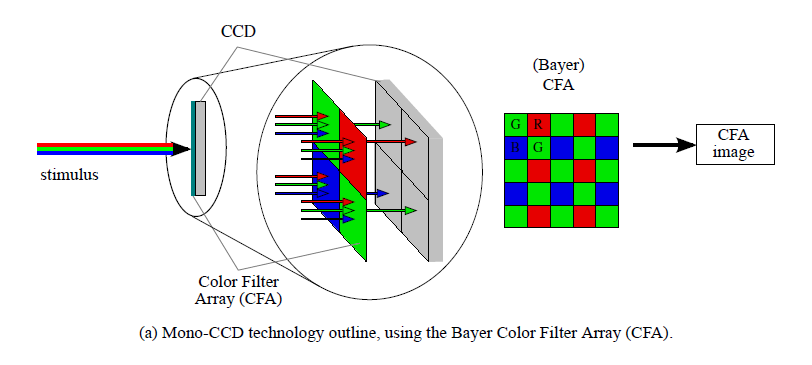 CCD
(Bayer)
CFA
G R
B G
CFA
image
stimulus
Color Filter
Array (CFA)
(a) Mono-CCD technology outline, using the Bayer Color Filter Array (CFA).